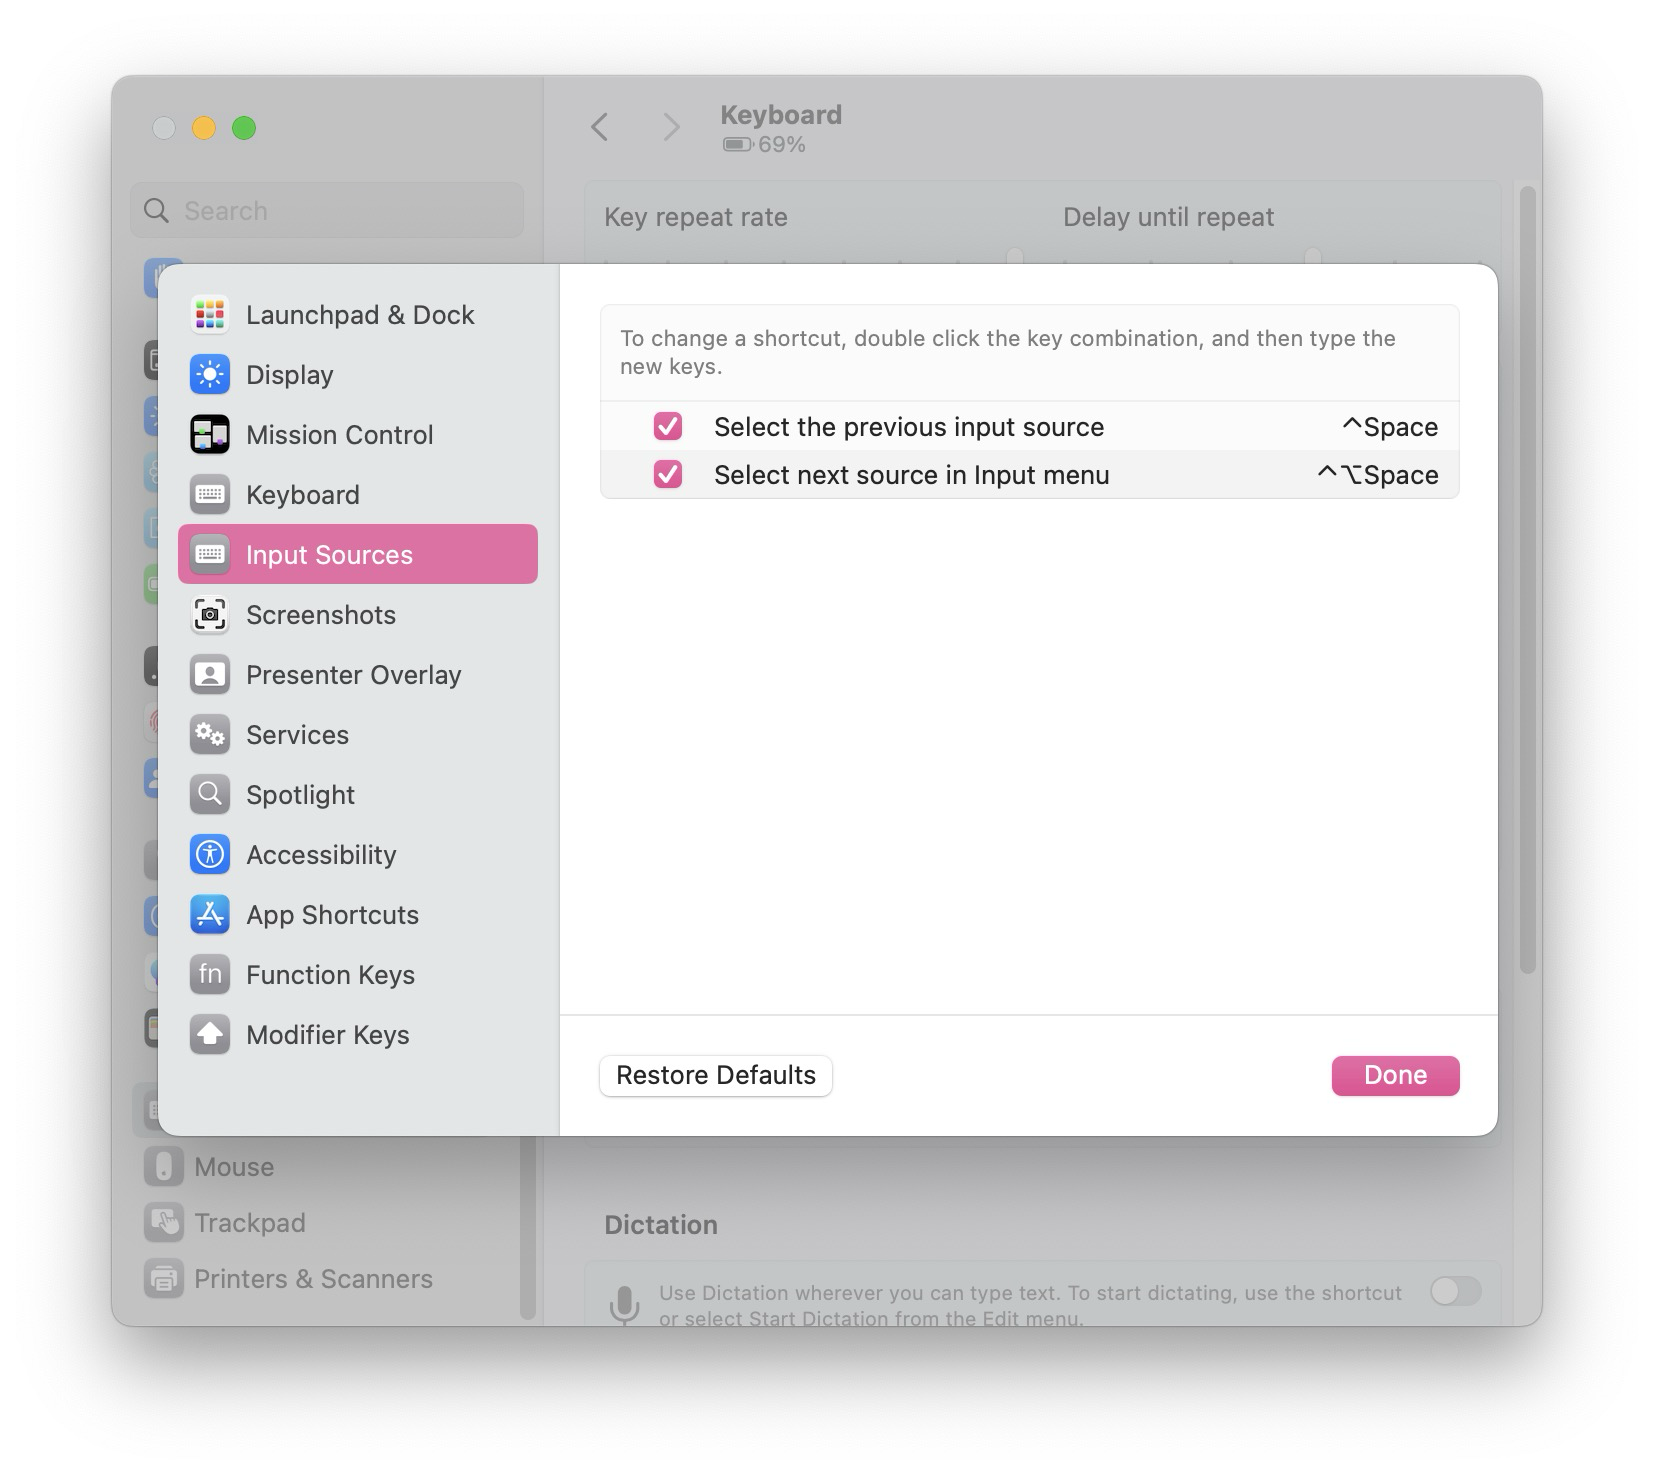 Keyboard
69%
Search
Key repeat rate
Delay until repeat
Launchpad & Dock
Display
Mission Control
Keyboard
Input Sources
Screenshots
Presenter Overlay
Services
Spotlight
Accessibility
App Shortcuts
fn Function Keys
Modifier Keys
To change a shortcut, double click the key combination, and then type the
new keys.
Select the previous input source ^Space
Select next source in Input menu ^⌥Space
Restore Defaults
Done
Mouse
Trackpad
Printers & Scanners
Dictation
Use Dictation wherever you can type text. To start dictating, use the shortcut
or select Start Dictation from the Edit menu.